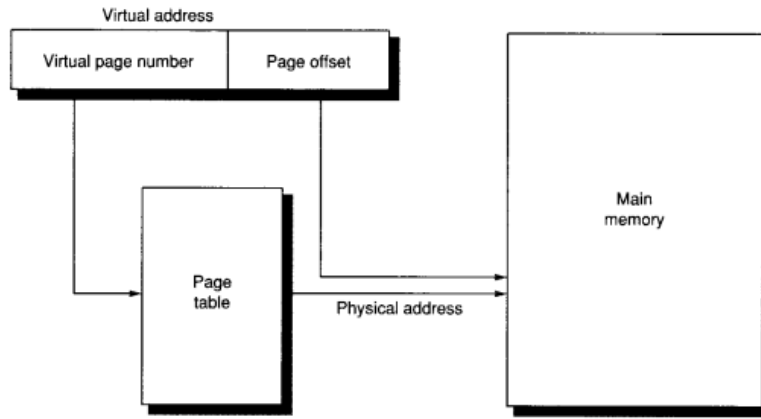 Virtual address
Virtual page number
Page offset
Main
memory
Page
table
Physical address